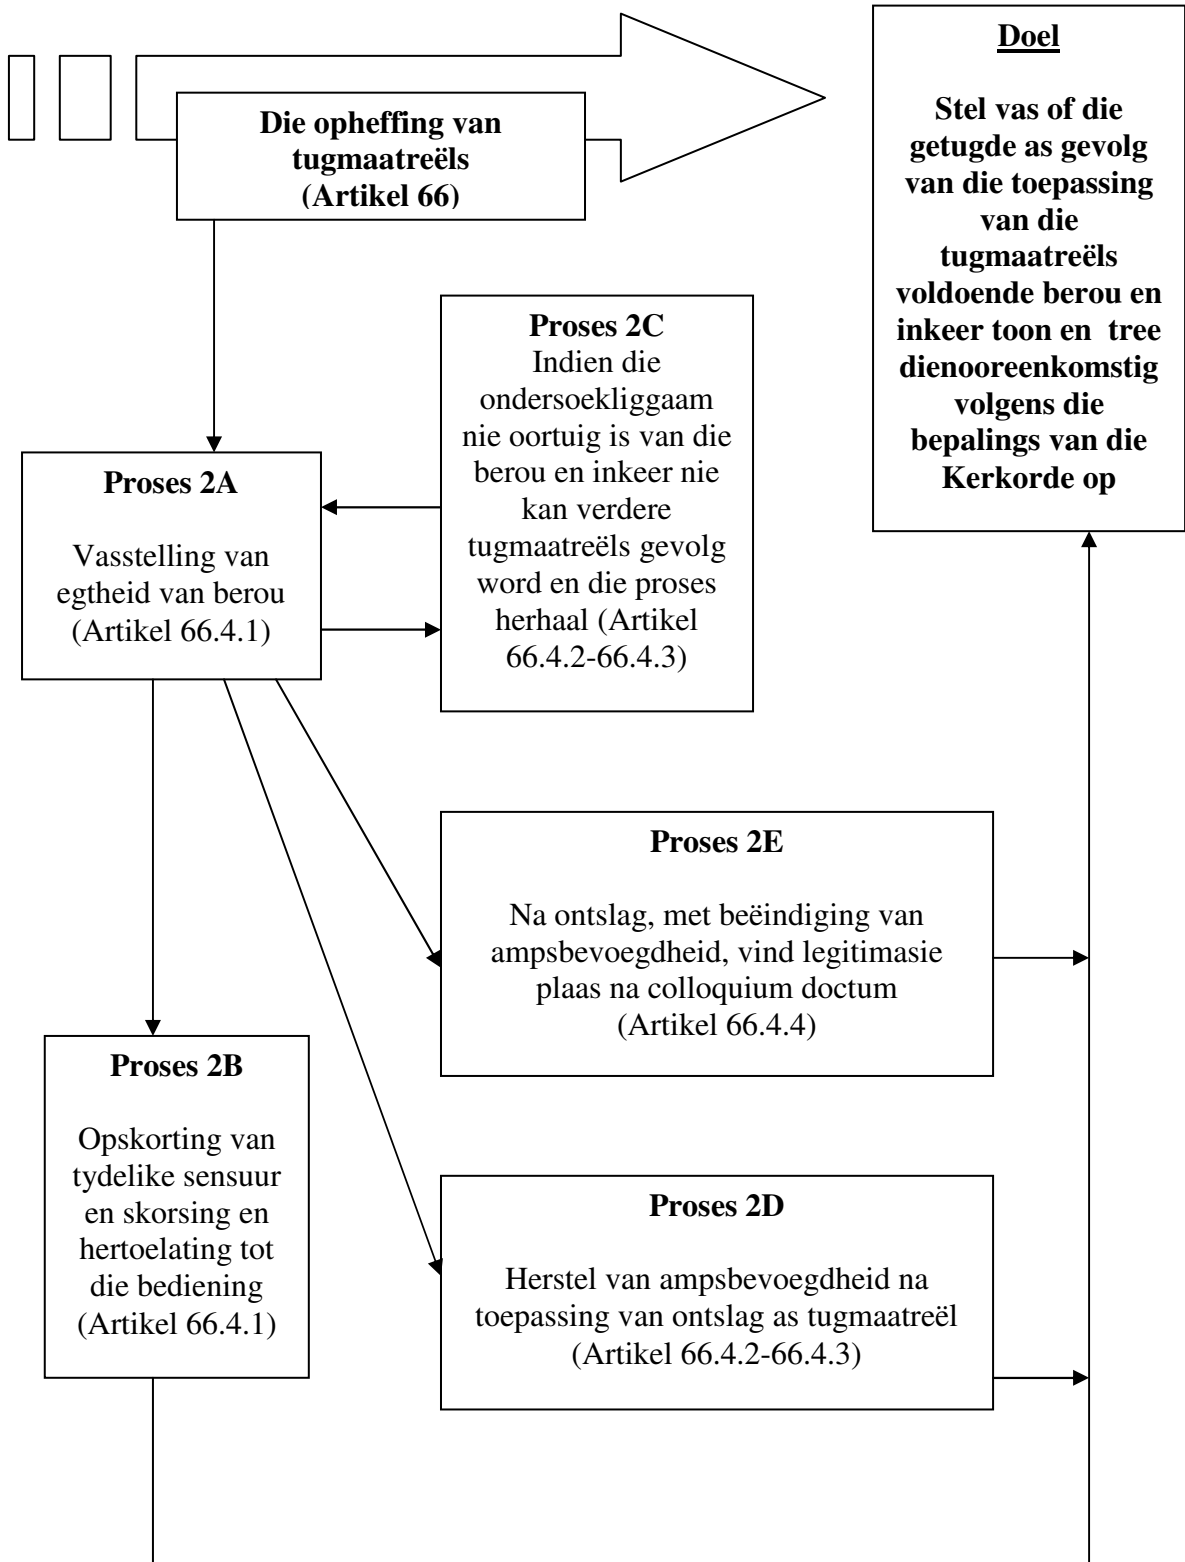 Die opheffing van
tugmaatreëls
(Artikel 66)
Doel
Stel vas of die
getugde as gevolg
van die toepassing
van die
tugmaatreëls
voldoende berou en
inkeer toon en  tree
dienooreenkomstig
volgens die
bepalings van die
Kerkorde op
Proses 2C
Indien die
ondersoekliggaam
nie oortuig is van die
berou en inkeer nie
kan verdere
tugmaatreëls gevolg
word en die proses
herhaal (Artikel
66.4.2-66.4.3)
Proses 2A
Vasstelling van
egtheid van berou
(Artikel 66.4.1)
Proses 2E
Na ontslag, met beëindiging van
ampsbevoegdheid, vind legitimasie
plaas na colloquium doctum
(Artikel 66.4.4)
Proses 2B
Opskorting van
tydelike sensuur
en skorsing en
hertoelating tot
die bediening
(Artikel 66.4.1)
Proses 2D
Herstel van ampsbevoegdheid na
toepassing van ontslag as tugmaatreël
(Artikel 66.4.2-66.4.3)